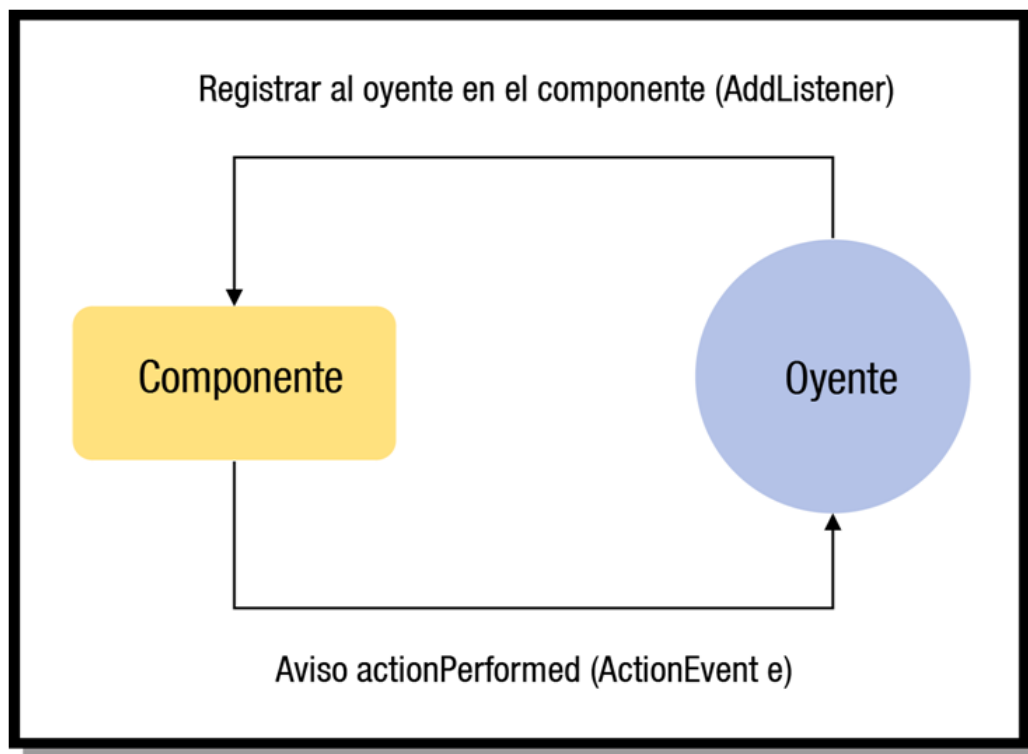 Registrar al oyente en el componente (AddListener)
Componente
Oyente
Aviso actionPerformed (ActionEvent e)